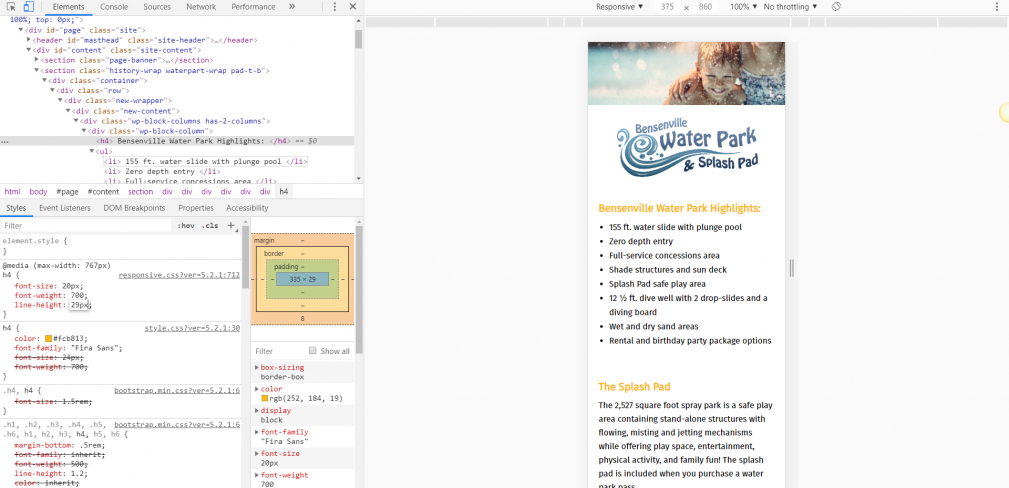 Elements Console Sources Network Performance »
Responsive ▼ 375 × 860 100% ▼ No throttling ▼
100%; top: 0px;">
▼<div id="page" class="site">
▶<header id="masthead" class="site-header">…</header>
▼<div id="content" class="site-content">
▶<section class="page-banner">…</section>
▼<section class="history-wrap waterpart-wrap pad-t-b">
▼<div class="container">
▼<div class="row">
▼<div class="new-wrapper">
▼<div class="new-content">
▼<div class="wp-block-columns has-2-columns">
▼<div class="wp-block-column">
… <h4> Bensenville Water Park Highlights: </h4> == $0
▼<ul>
<li> 155 ft. water slide with plunge pool </li>
<li> Zero depth entry </li>
<li> Full-service concessions area </li>
html body #page #content section div div div div div div h4
Styles Event Listeners DOM Breakpoints Properties Accessibility
Filter :hov .cls +
element.style {
}
@media (max-width: 767px)
h4 { responsive.css?ver=5.2.1:712
font-size: 20px;
font-weight: 700;
line-height: 29px;
}
h4 { style.css?ver=5.2.1:30
color: #fcb813;
font-family: "Fira Sans";
font-size: 24px;
font-weight: 700;
}
.h4, h4 { bootstrap.min.css?ver=5.2.1:6
font-size: 1.5rem;
}
.h1, .h2, .h3, .h4, .h5, bootstrap.min.css?ver=5.2.1:6
.h6, h1, h2, h3, h4, h5, h6 {
margin-bottom: .5rem;
font-family: inherit;
font-weight: 500;
line-height: 1.2;
color: inherit;
margin –
border –
padding –
335 × 29
–
–
8
Filter Show all
▶box-sizing
border-box
▶color
rgb(252, 184, 19)
▶display
block
▶font-family
"Fira Sans"
▶font-size
20px
▶font-weight
700
Bensenville
Water Park
& Splash Pad
Bensenville Water Park Highlights:
• 155 ft. water slide with plunge pool
• Zero depth entry
• Full-service concessions area
• Shade structures and sun deck
• Splash Pad safe play area
• 12 ½ ft. dive well with 2 drop-slides and a
diving board
• Wet and dry sand areas
• Rental and birthday party package options
The Splash Pad
The 2,527 square foot spray park is a safe play
area containing stand-alone structures with
flowing, misting and jetting mechanisms
while offering play space, entertainment,
physical activity, and family fun! The splash
pad is included when you purchase a water
park pass.